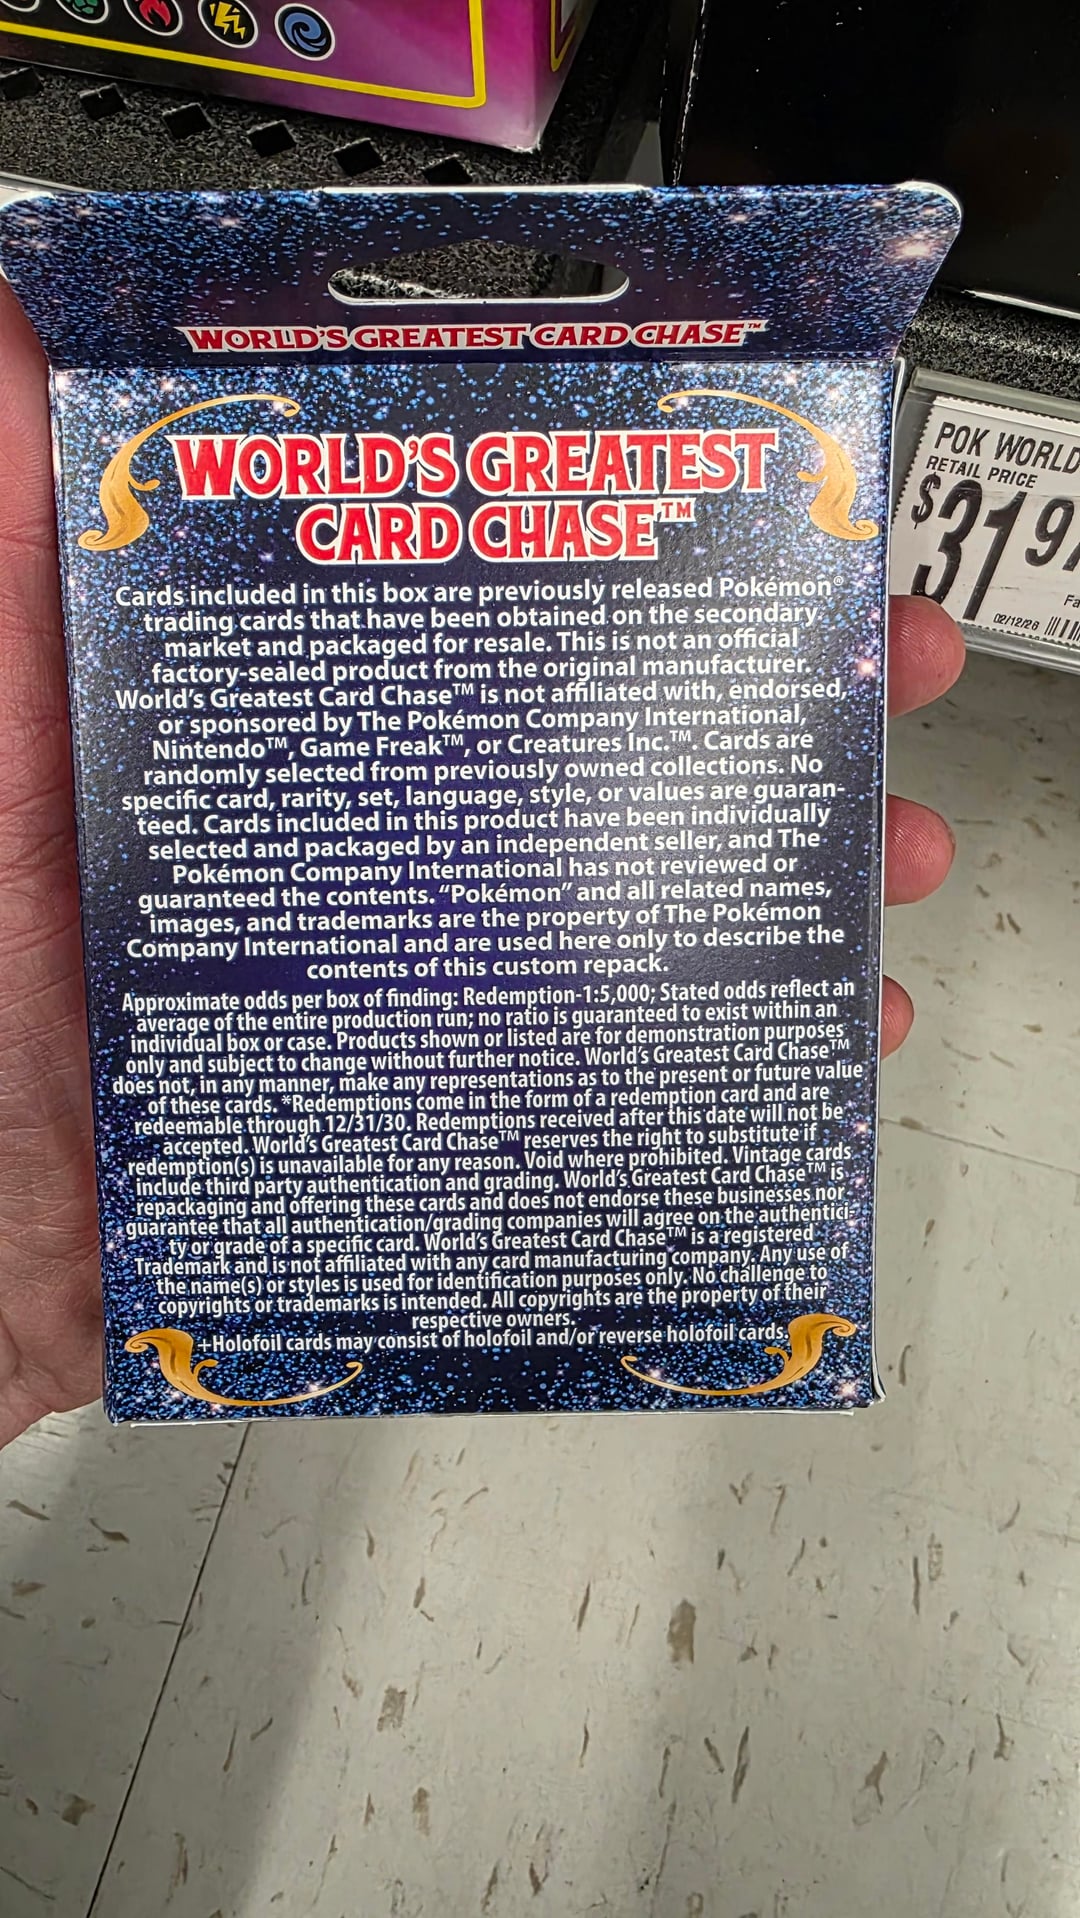 WORLD'S GREATEST CARD CHASE™
WORLD'S GREATEST
CARD CHASE™
Cards included in this box are previously released Pokémon®
trading cards that have been obtained on the secondary
market and packaged for resale. This is not an official
factory-sealed product from the original manufacturer.
World's Greatest Card Chase™ is not affiliated with, endorsed,
or sponsored by The Pokémon Company International,
Nintendo™, Game Freak™, or Creatures Inc.™. Cards are
randomly selected from previously owned collections. No
specific card, rarity, set, language, style, or values are guaran-
teed. Cards included in this product have been individually
selected and packaged by an independent seller, and The
Pokémon Company International has not reviewed or
guaranteed the contents. “Pokémon” and all related names,
images, and trademarks are the property of The Pokémon
Company International and are used here only to describe the
contents of this custom repack.
Approximate odds per box of finding: Redemption-1:5,000; Stated odds reflect an
average of the entire production run; no ratio is guaranteed to exist within an
individual box or case. Products shown or listed are for demonstration purposes
only and subject to change without further notice. World's Greatest Card Chase™
does not, in any manner, make any representations as to the present or future value
of these cards. *Redemptions come in the form of a redemption card and are
redeemable through 12/31/30. Redemptions received after this date will not be
accepted. World's Greatest Card Chase™ reserves the right to substitute if
redemption(s) is unavailable for any reason. Void where prohibited. Vintage cards
include third party authentication and grading. World's Greatest Card Chase™ is
repackaging and offering these cards and does not endorse these businesses nor
guarantee that all authentication/grading companies will agree on the authentici-
ty or grade of a specific card. World's Greatest Card Chase™ is a registered
Trademark and is not affiliated with any card manufacturing company. Any use of
the name(s) or styles is used for identification purposes only. No challenge to
copyrights or trademarks is intended. All copyrights are the property of their
respective owners.
+Holofoil cards may consist of holofoil and/or reverse holofoil cards.
POK WORLD
RETAIL PRICE
$31 9
Fa
02/12/26